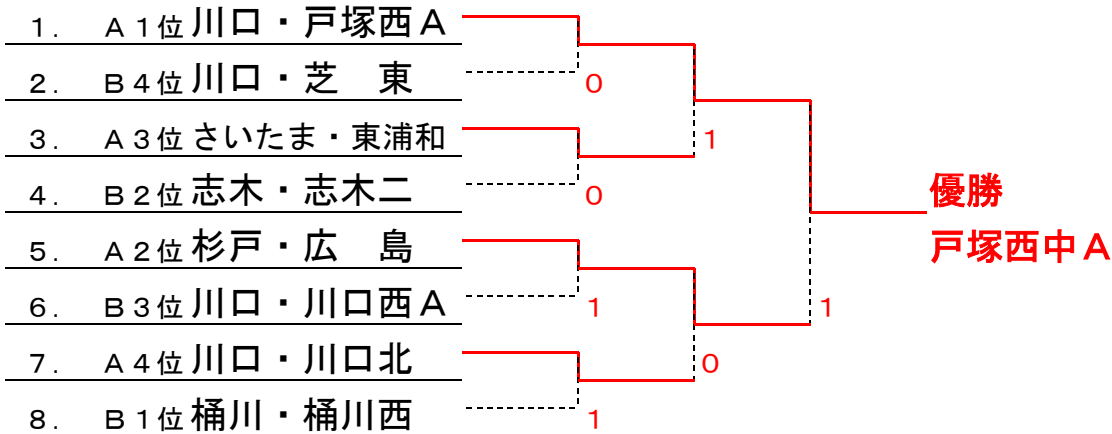 １． Ａ１位 川口・戸塚西Ａ
２． Ｂ４位 川口・芝　東
0
３． Ａ３位 さいたま・東浦和
1
４． Ｂ２位 志木・志木二
0
優勝
５． Ａ２位 杉戸・広　島
戸塚西中Ａ
６． Ｂ３位 川口・川口西Ａ
1
1
７． Ａ４位 川口・川口北
0
８． Ｂ１位 桶川・桶川西
1